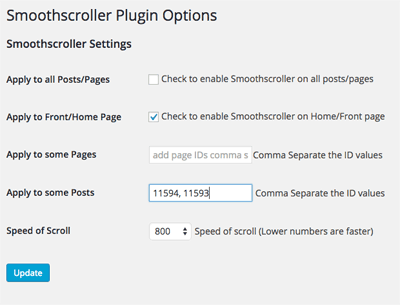 Smoothscroller Plugin Options
Smoothscroller Settings
Apply to all Posts/Pages Check to enable Smoothscroller on all posts/pages
Apply to Front/Home Page Check to enable Smoothscroller on Home/Front page
Apply to some Pages add page IDs comma s Comma Separate the ID values
Apply to some Posts 11594, 11593 Comma Separate the ID values
Speed of Scroll 800 Speed of scroll (Lower numbers are faster)
Update